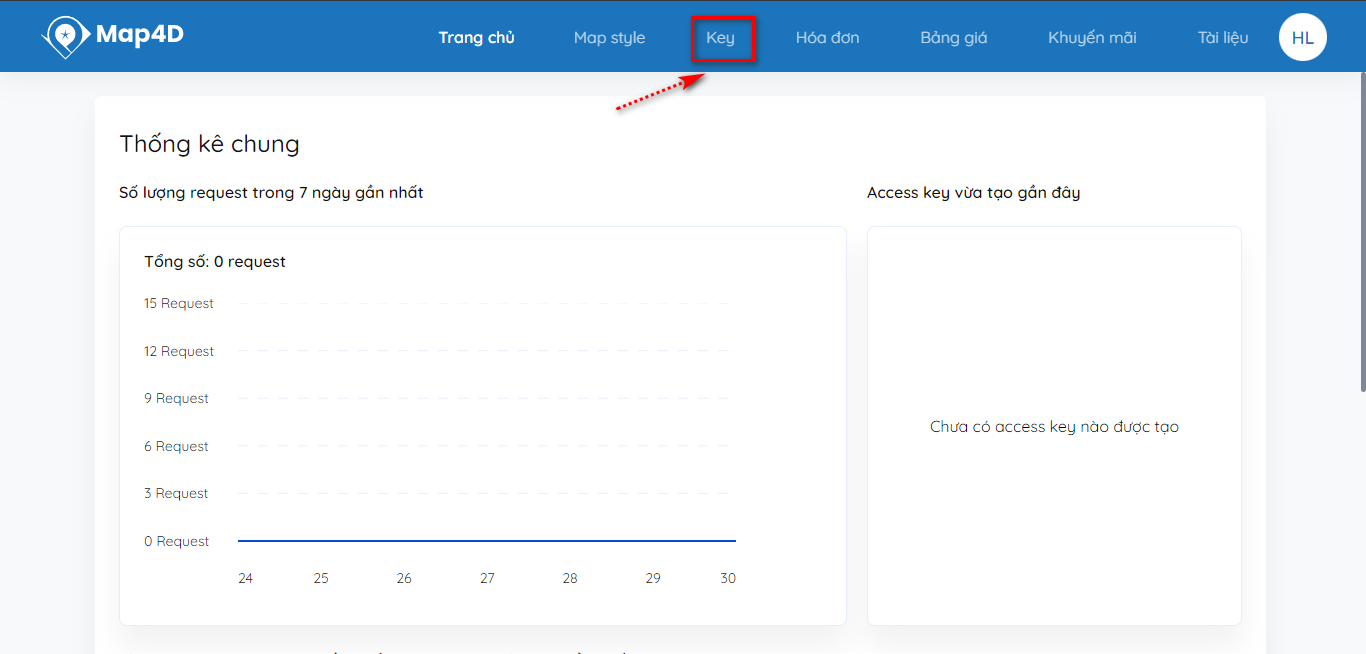 Map4D
Trang chủ Map style Key Hóa đơn Bảng giá Khuyến mãi Tài liệu HL
Thống kê chung
Số lượng request trong 7 ngày gần nhất
Access key vừa tạo gần đây
Tổng số: 0 request
15 Request
12 Request
9 Request
6 Request
3 Request
0 Request
24 25 26 27 28 29 30
Chưa có access key nào được tạo